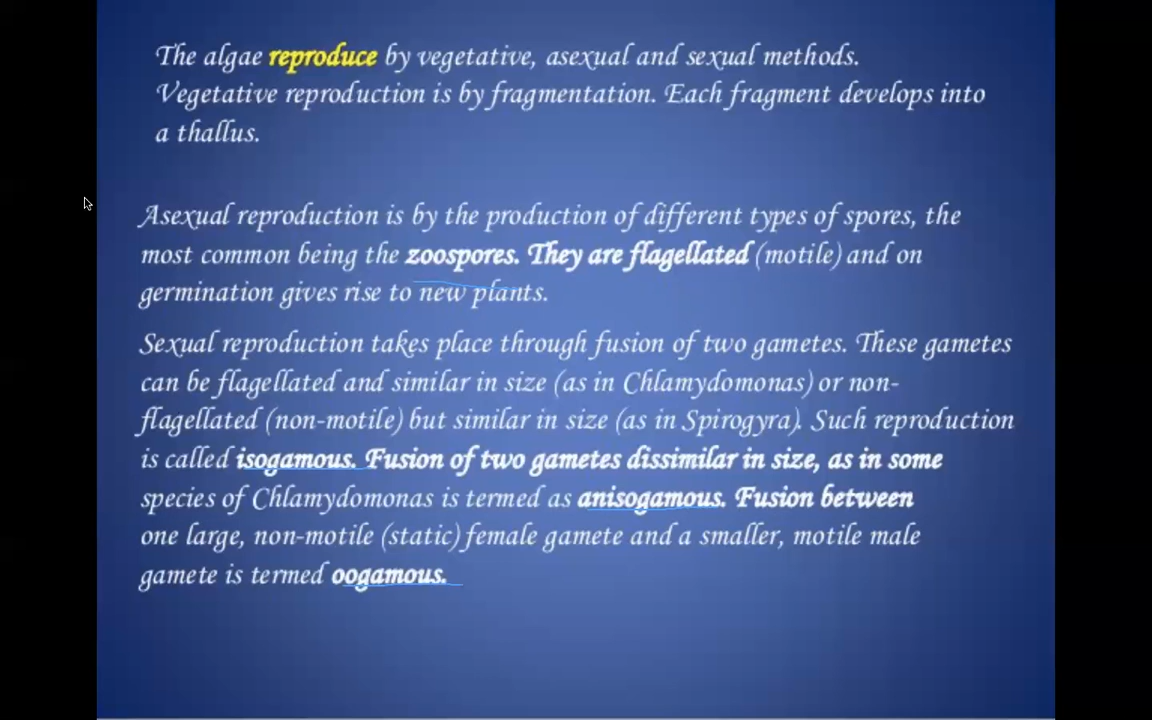 The algae reproduce by vegetative, asexual and sexual methods.
Vegetative reproduction is by fragmentation. Each fragment develops into
a thallus.
Asexual reproduction is by the production of different types of spores, the
most common being the zoospores. They are flagellated (motile) and on
germination gives rise to new plants.
Sexual reproduction takes place through fusion of two gametes. These gametes
can be flagellated and similar in size (as in Chlamydomonas) or non-
flagellated (non-motile) but similar in size (as in Spirogyra). Such reproduction
is called isogamous. Fusion of two gametes dissimilar in size, as in some
species of Chlamydomonas is termed as anisogamous. Fusion between
one large, non-motile (static) female gamete and a smaller, motile male
gamete is termed oogamous.